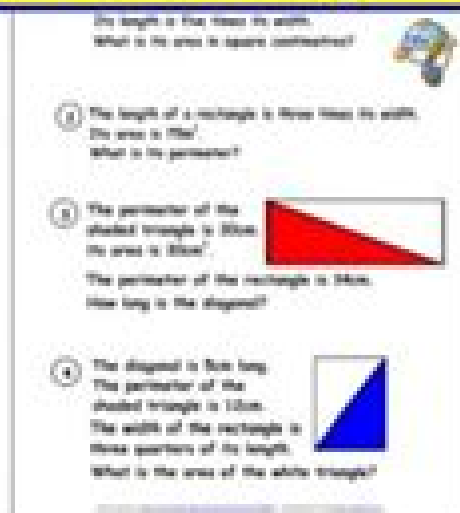 Its length is five times its width.
What is its area in square centimetres?
2 The length of a rectangle is three times its width.
Its area is
What is its perimeter?
3 The perimeter of the
shaded triangle is 30cm.
Its area is 30cm².
The perimeter of the rectangle is 34cm.
How long is the diagonal?
4 The diagonal is 5cm long.
The perimeter of the
shaded triangle is 12cm.
The width of the rectangle is
three quarters of its length.
What is the area of the white triangle?